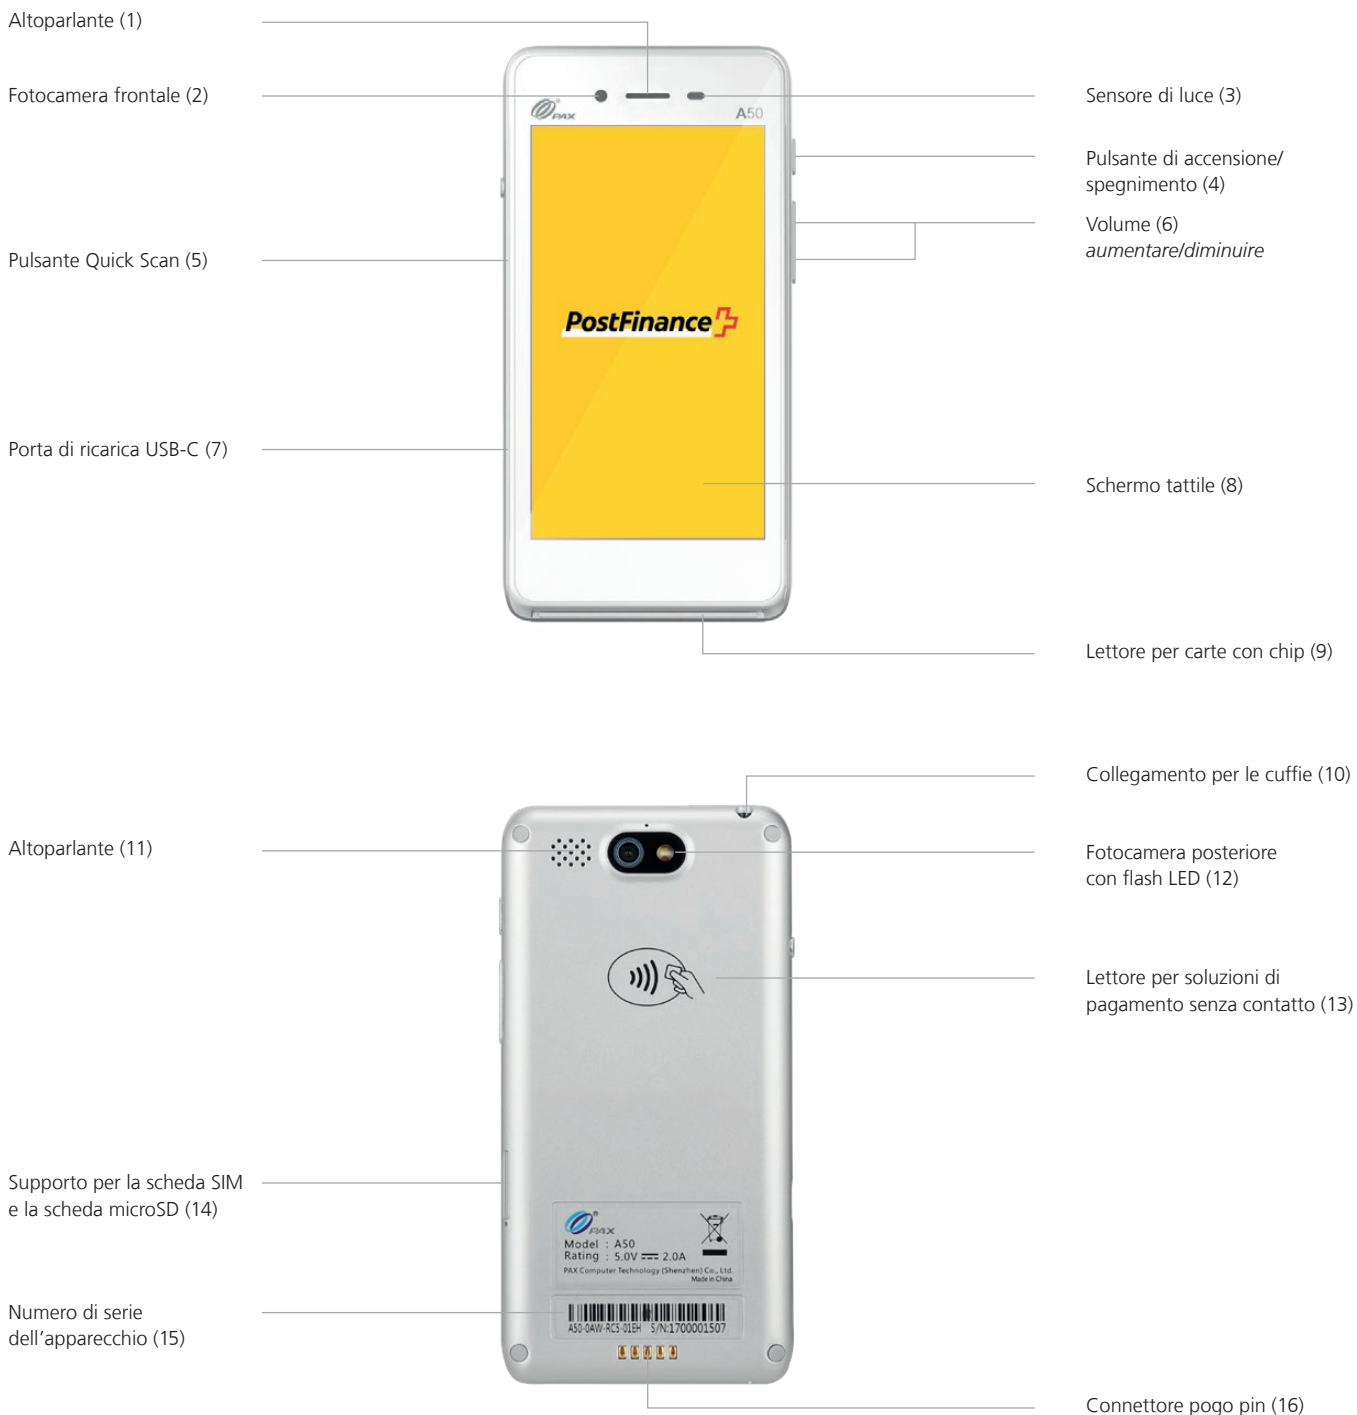 Altoparlante (1)
Fotocamera frontale (2)
Sensore di luce (3)
PAX®
A50
Pulsante di accensione/
spegnimento (4)
Volume (6)
aumentare/diminuire
Pulsante Quick Scan (5)
PostFinance
Porta di ricarica USB-C (7)
Schermo tattile (8)
Lettore per carte con chip (9)
Collegamento per le cuffie (10)
Altoparlante (11)
Fotocamera posteriore
con flash LED (12)
Lettore per soluzioni di
pagamento senza contatto (13)
Supporto per la scheda SIM
e la scheda microSD (14)
PAX®
Model : A50
Rating : 5.0V ⎓ 2.0A
PAX Computer Technology (Shenzhen) Co., Ltd.
Made in China
Numero di serie
dell'apparecchio (15)
A50-0AW-RC5-01EH S/N:1700001507
Connettore pogo pin (16)